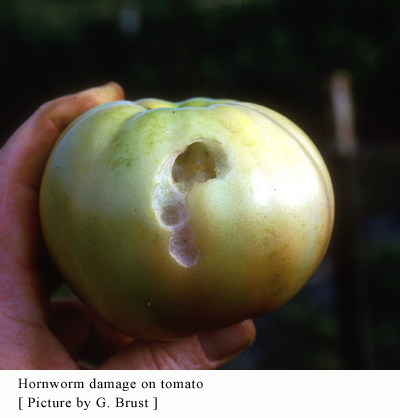 Hornworm damage on tomato
[ Picture by G. Brust ]